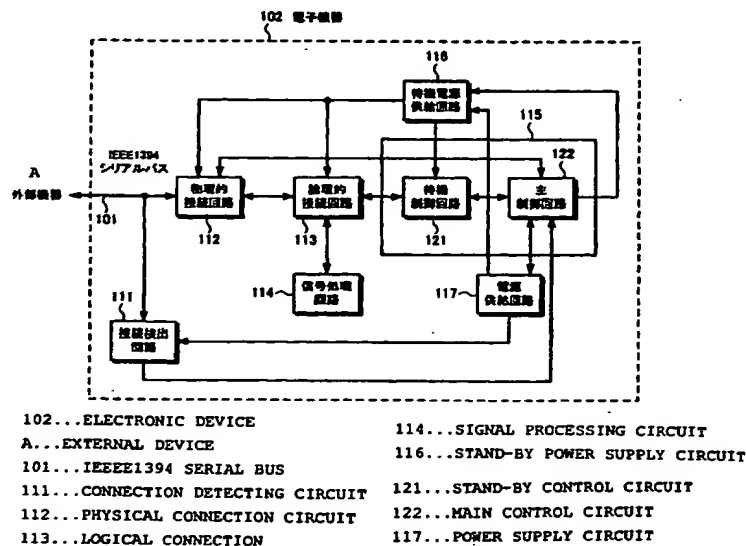 102 電子機器
116
待機電源
供給回路
115
IEEE1394
シリアルバス
122
A
外部機器
101
物理的
接続回路
112
論理的
接続回路
113
待機
制御回路
121
主
制御回路
114
信号処理
回路
117
電源
供給回路
111
接続検出
回路
102...ELECTRONIC DEVICE
A...EXTERNAL DEVICE
101...IEEEE1394 SERIAL BUS
111...CONNECTION DETECTING CIRCUIT
112...PHYSICAL CONNECTION CIRCUIT
113...LOGICAL CONNECTION
114...SIGNAL PROCESSING CIRCUIT
116...STAND-BY POWER SUPPLY CIRCUIT
121...STAND-BY CONTROL CIRCUIT
122...MAIN CONTROL CIRCUIT
117...POWER SUPPLY CIRCUIT